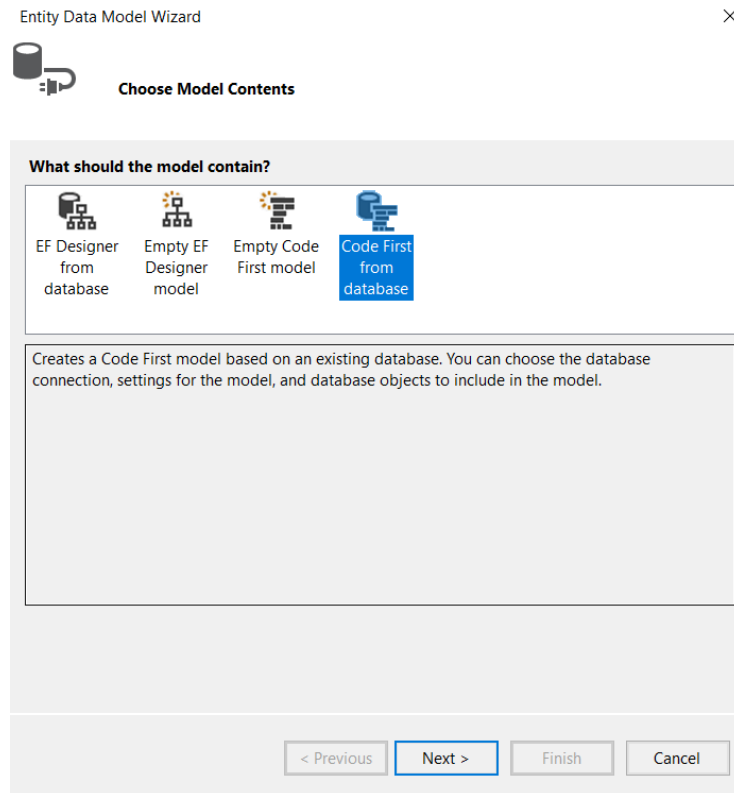 Entity Data Model Wizard
Choose Model Contents
What should the model contain?
EF Designer
from
database
Empty EF
Designer
model
Empty Code
First model
Code First
from
database
Creates a Code First model based on an existing database. You can choose the database
connection, settings for the model, and database objects to include in the model.
< Previous
Next >
Finish
Cancel